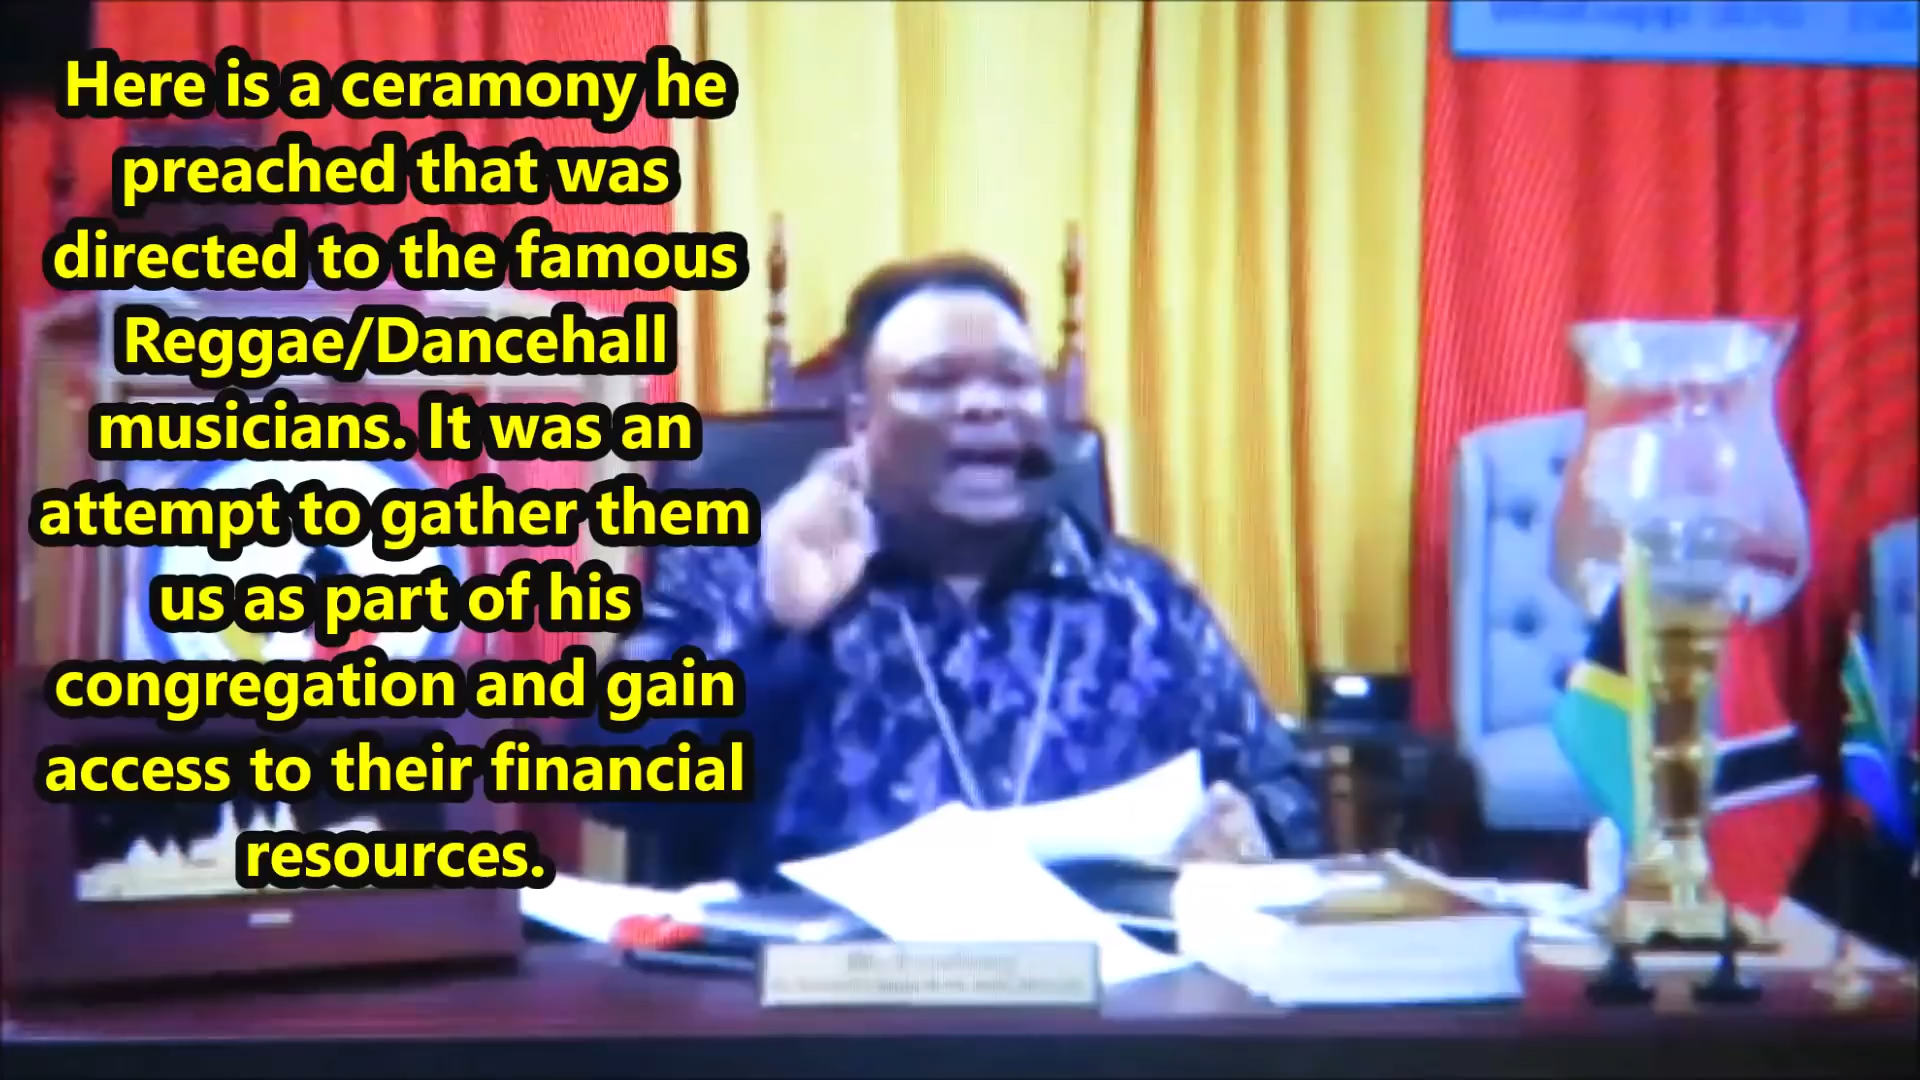 Here is a ceramony he
preached that was
directed to the famous
Reggae/Dancehall
musicians. It was an
attempt to gather them
us as part of his
congregation and gain
access to their financial
resources.